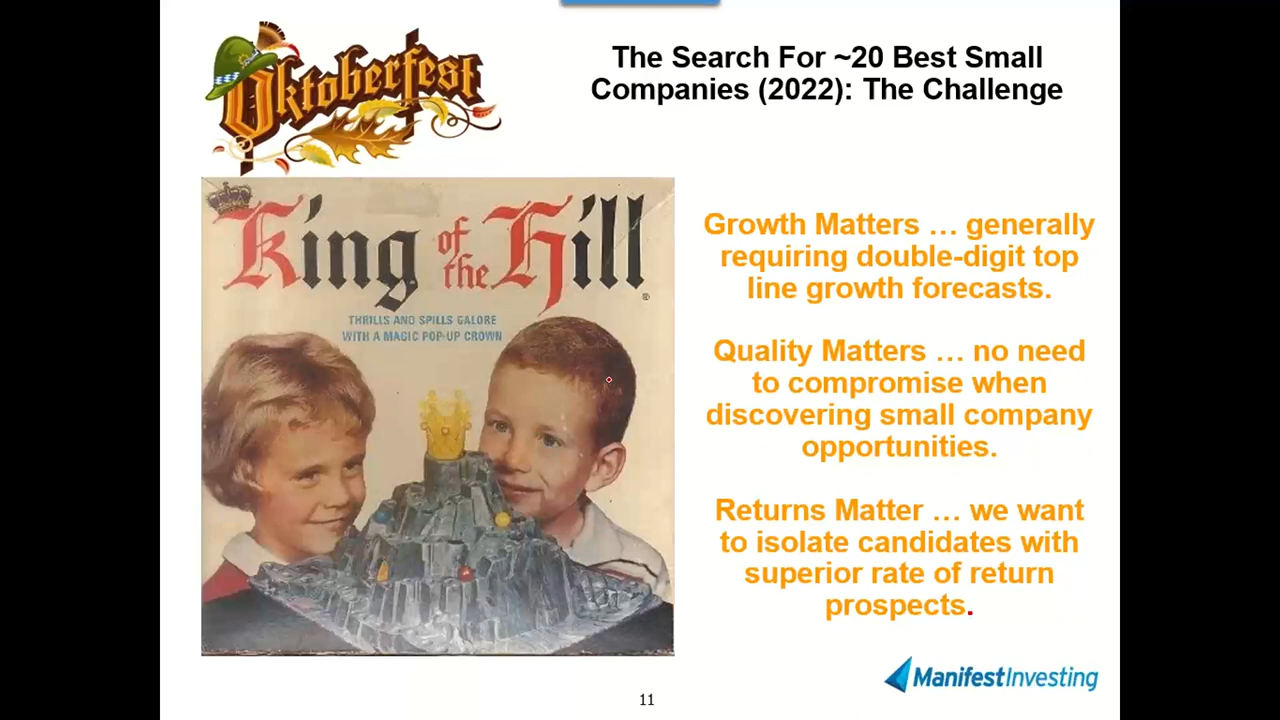 Oktoberfest
The Search For ~20 Best Small
Companies (2022): The Challenge
King of the Hill®
THRILLS AND SPILLS GALORE
WITH A MAGIC POP-UP CROWN
Growth Matters … generally
requiring double-digit top
line growth forecasts.
Quality Matters … no need
to compromise when
discovering small company
opportunities.
Returns Matter … we want
to isolate candidates with
superior rate of return
prospects.
ManifestInvesting
11